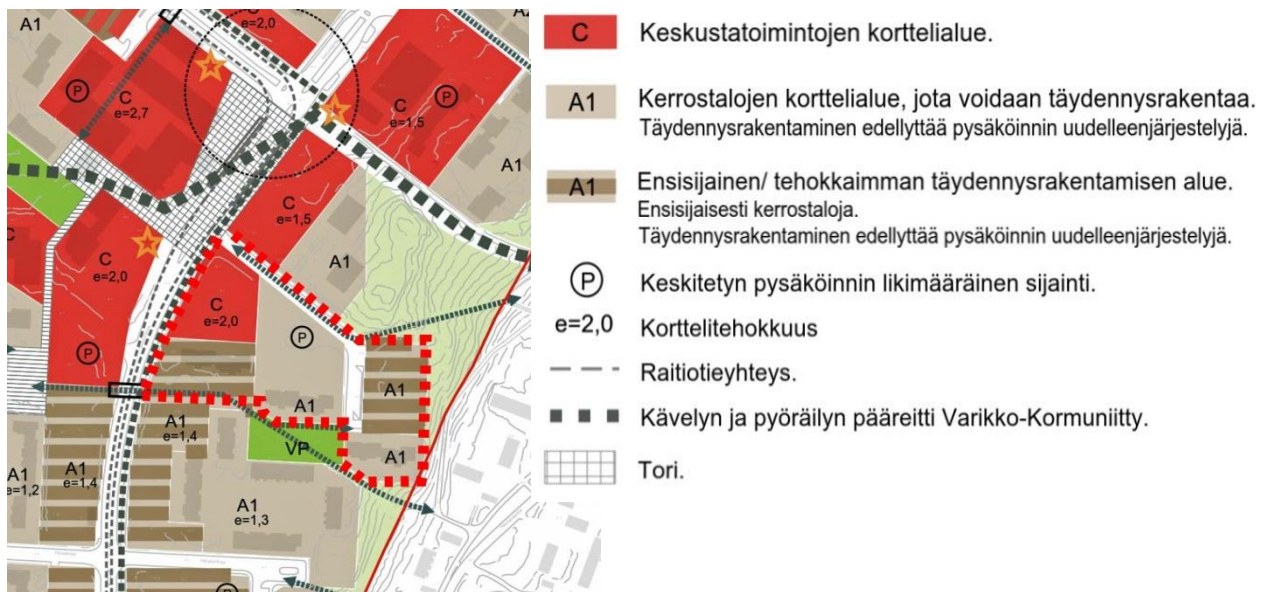 A1
e=2,0
C
Keskustatoimintojen korttelialue.
P
C
e=2,7
C
e=1,5
P
A1
Kerrostalojen korttelialue, jota voidaan täydennysrakentaa.
Täydennysrakentaminen edellyttää pysäköinnin uudelleenjärjestelyjä.
A1
C
e=1,5
A1
Ensisijainen/ tehokkaimman täydennysrakentamisen alue.
Ensisijaisesti kerrostaloja.
Täydennysrakentaminen edellyttää pysäköinnin uudelleenjärjestelyjä.
C
C
e=2,0
A1
P
Keskitetyn pysäköinnin likimääräinen sijainti.
C
e=2,0
P
e=2,0
Korttelitehokkuus
P
Raitiotieyhteys.
A1
A1
A1
e=1,4
Kävelyn ja pyöräilyn pääreitti Varikko-Kormuniitty.
VP
A1
A1
e=1,2
A1
e=1,4
Tori.
A1
e=1,3
P